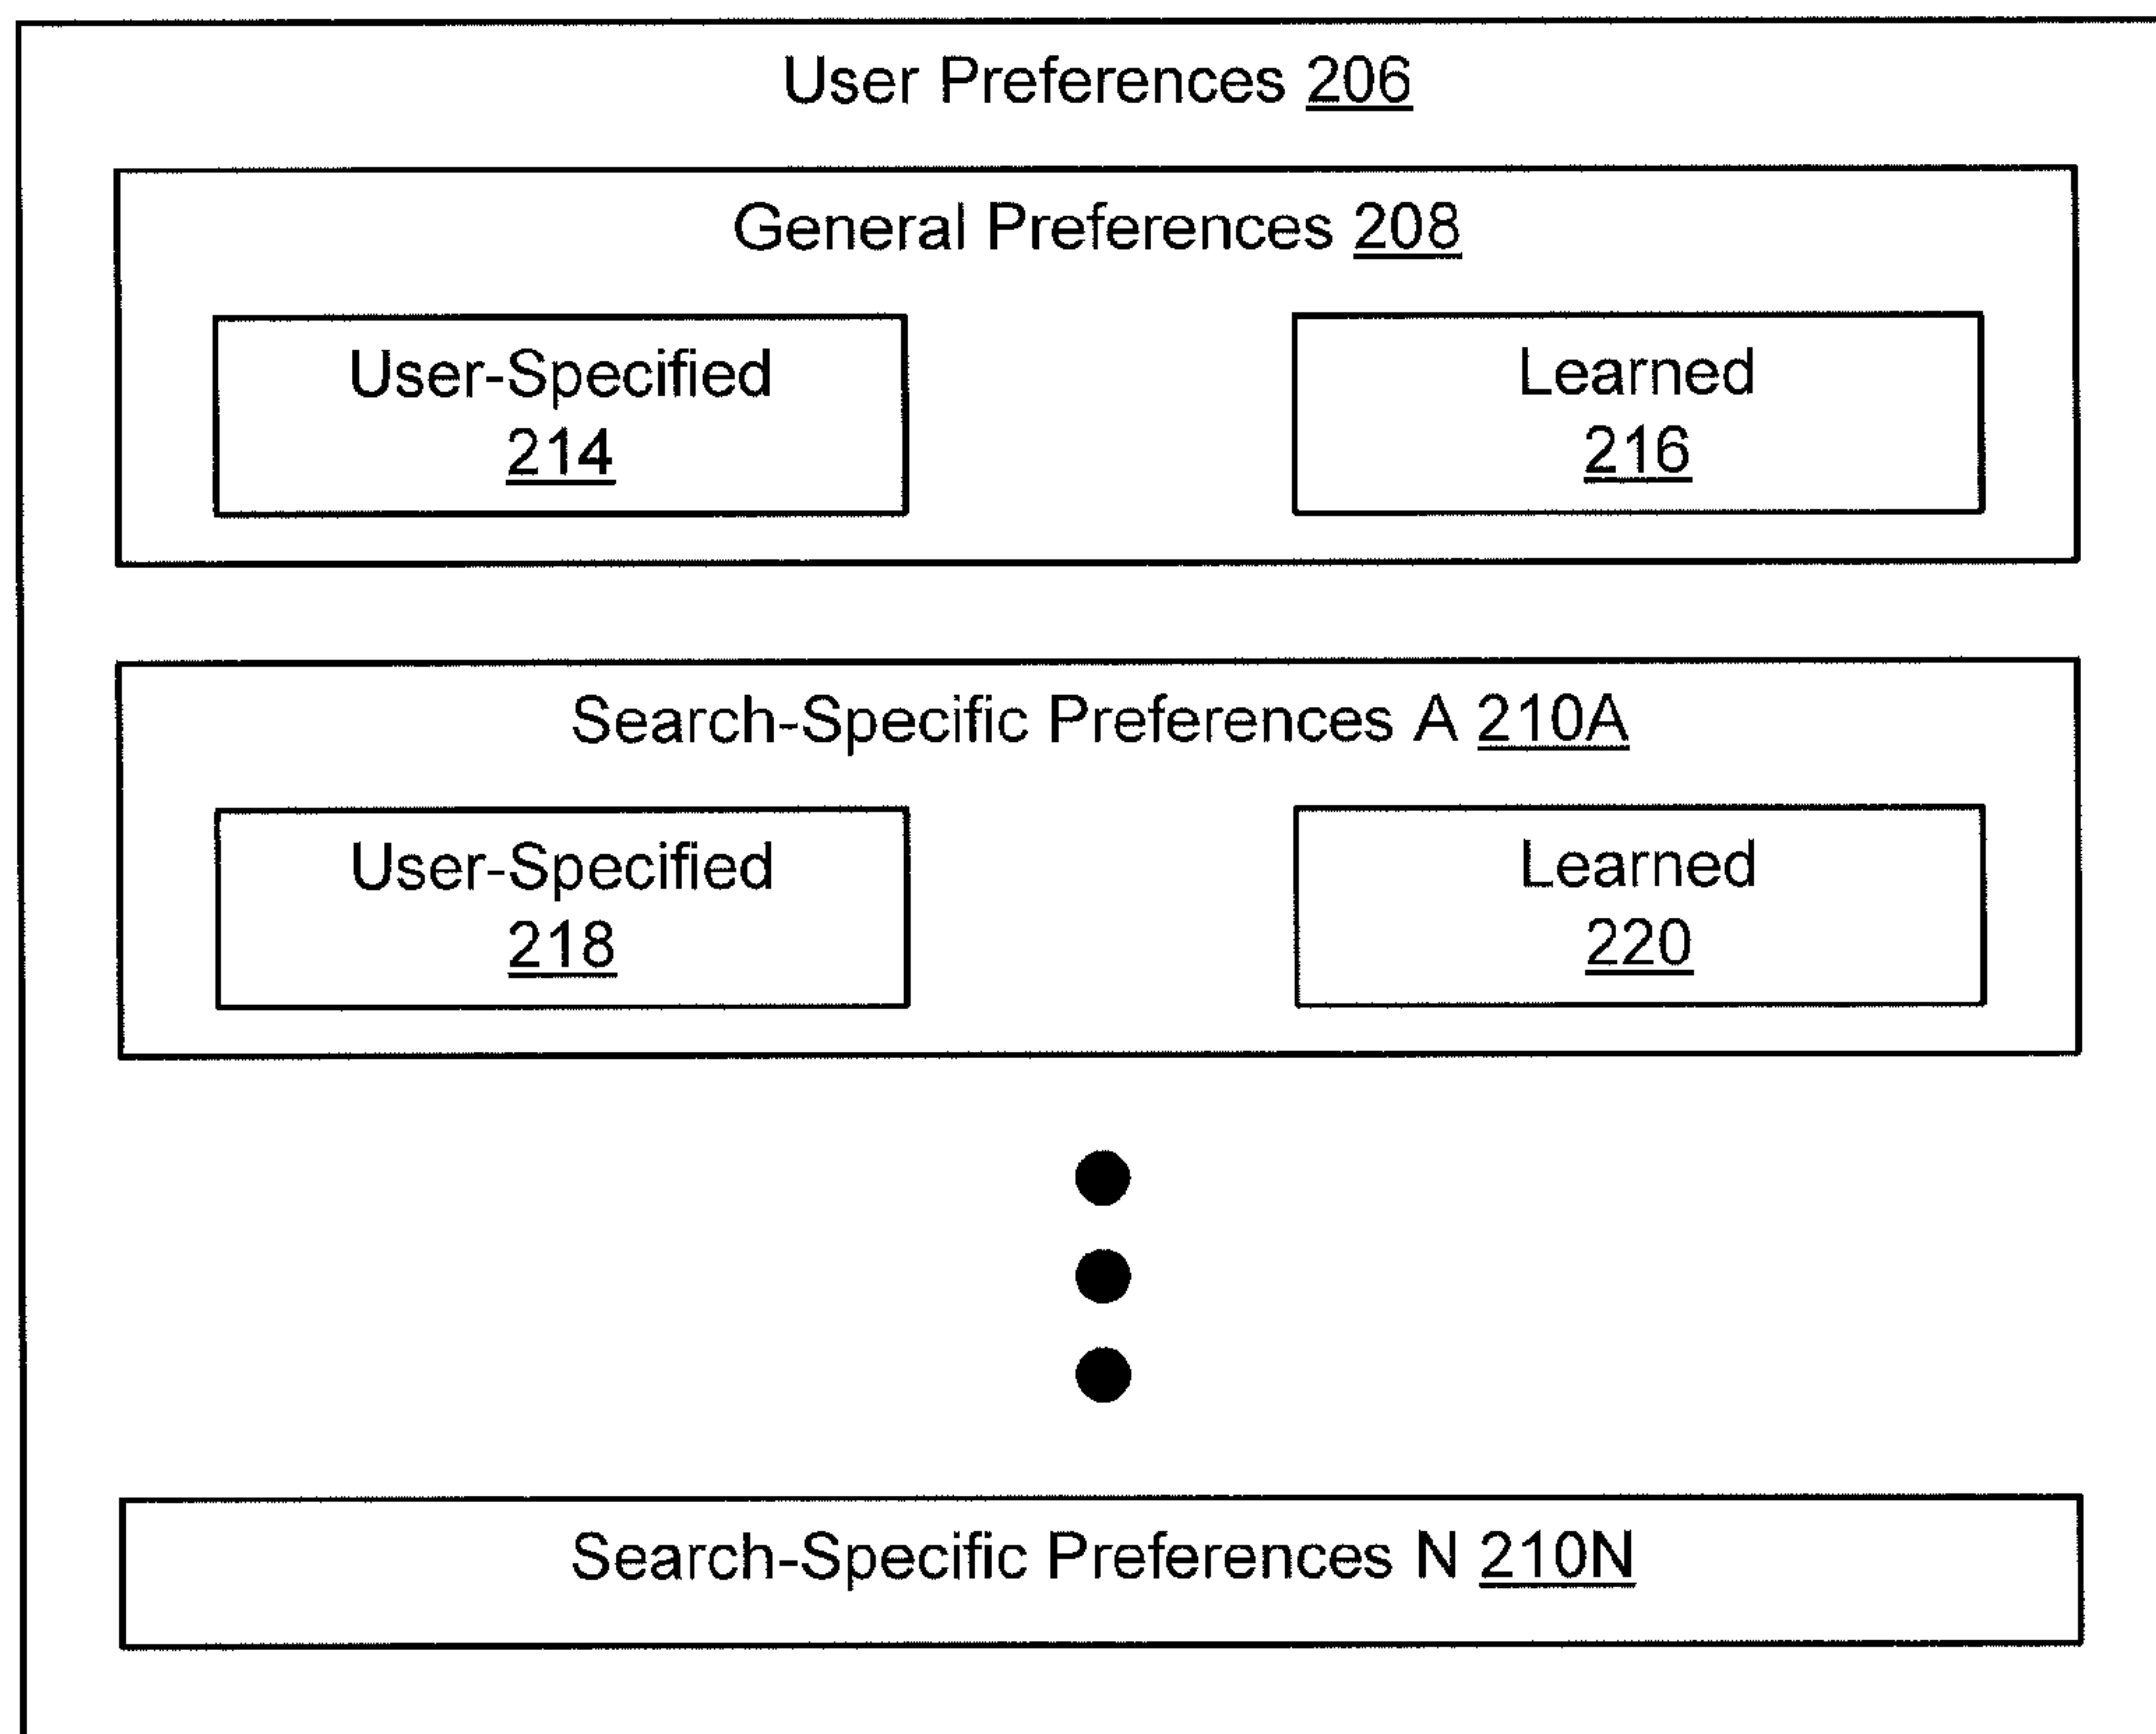 User Preferences 206
General Preferences 208
User-Specified
214
Learned
216
Search-Specific Preferences A 210A
User-Specified
218
Learned
220
Search-Specific Preferences N 210N